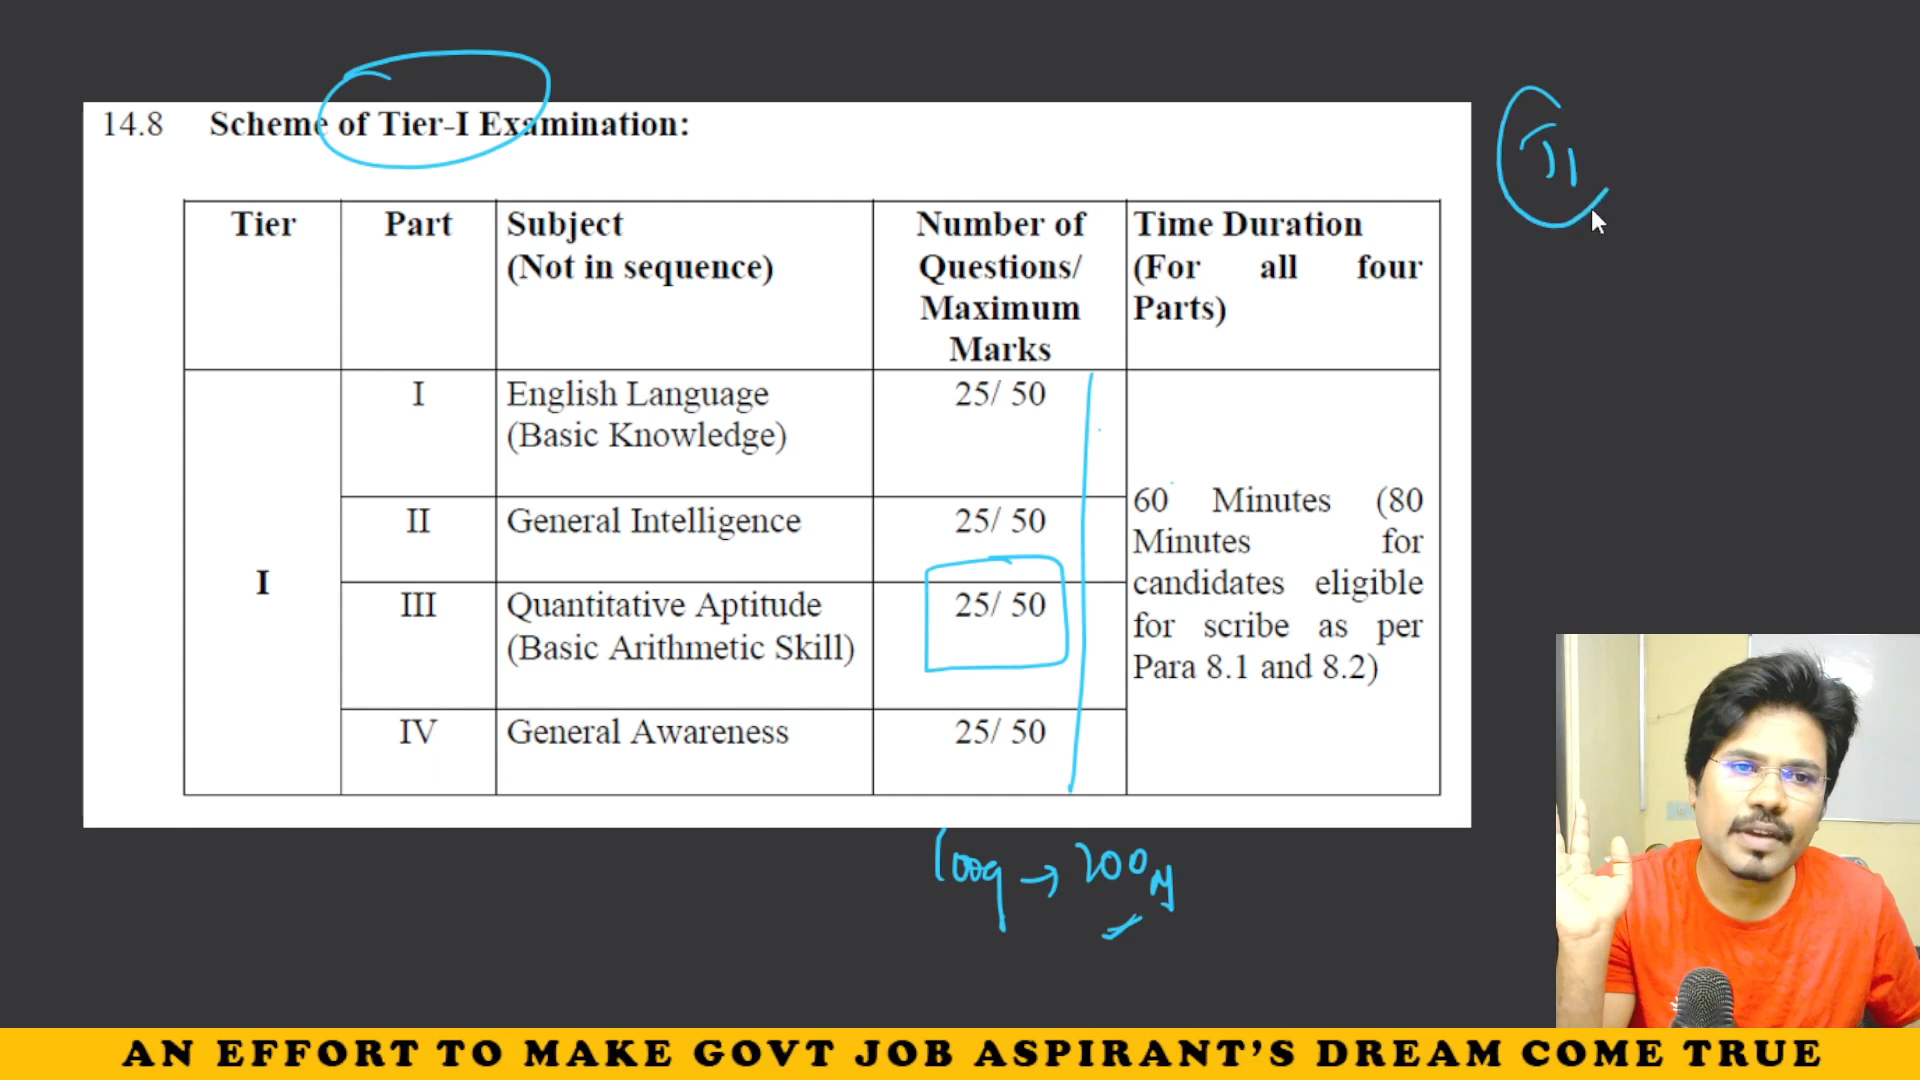 14.8 Scheme of Tier-I Examination:
T1
Tier Part Subject (Not in sequence) Number of Questions/ Maximum Marks Time Duration (For all four Parts)
I
I English Language (Basic Knowledge) 25/ 50
II General Intelligence 25/ 50
III Quantitative Aptitude (Basic Arithmetic Skill) 25/ 50
IV General Awareness 25/ 50
60 Minutes (80
Minutes for
candidates eligible
for scribe as per
Para 8.1 and 8.2)
100q → 200M
AN EFFORT TO MAKE GOVT JOB ASPIRANT'S DREAM COME TRUE